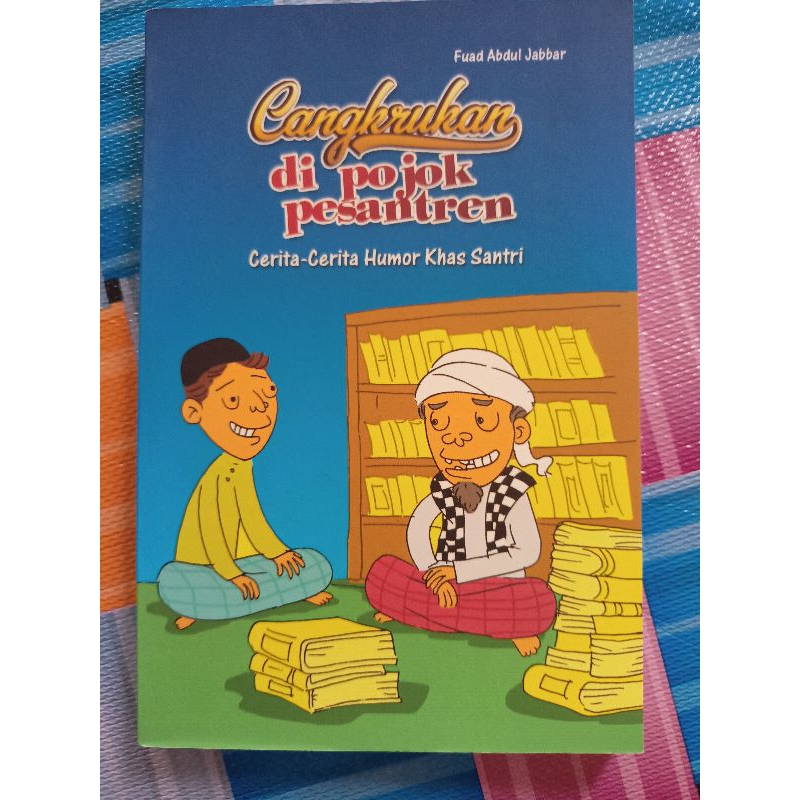 Fuad Abdul Jabbar
Cangkrukan
di pojok
pesantren
Cerita-Cerita Humor Khas Santri